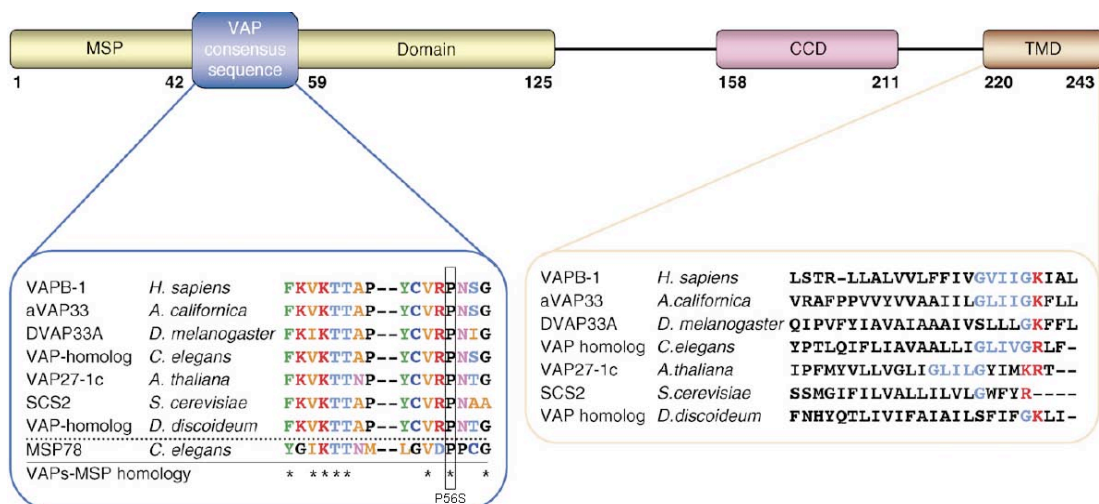 MSP VAP consensus sequence Domain CCD TMD
1 42 59 125 158 211 220 243
VAPB-1 H. sapiens FKVKTTAP--YCVRPNSG
aVAP33 A. californica FKVKTTAP--YCVRPNSG
DVAP33A D. melanogaster FKIKTTAP--YCVRPNIG
VAP-homolog C. elegans FKVKTTAP--YCVRPNSG
VAP27-1c A. thaliana FKVKTTNP--YCVRPNTG
SCS2 S. cerevisiae FKVKTTAP--YCVRPNAA
VAP-homolog D. discoideum FKVKTTAP--YCVRPNTG
MSP78 C. elegans YGIKTTNM--LGVDPPCG
VAPs-MSP homology * **** * * *
P56S
VAPB-1 H. sapiens LSTR-LLALVVLFFIVGVIIGKIAL
aVAP33 A.californica VRAFPPVVYVVAAIILGLIIGKFLL
DVAP33A D. melanogaster QIPVFYIAVAIAAAIVSLLLGKFFL
VAP homolog C.elegans YPTLQIFLIAVAALLIGLIVGRLF-
VAP27-1c A.thaliana IPFMYVLLVGLIGLILGYIMKRT--
SCS2 S.cerevisiae SSMGIFILVALLILVLGWFYR----
VAP homolog D.discoideum FNHYQTLIVIFAIAILSFIFGKLI-